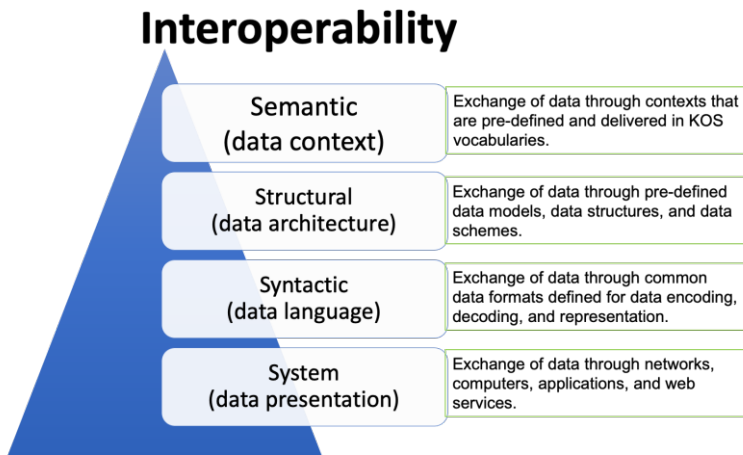 Interoperability
Semantic
(data context)
Exchange of data through contexts that
are pre-defined and delivered in KOS
vocabularies.
Structural
(data architecture)
Exchange of data through pre-defined
data models, data structures, and data
schemes.
Syntactic
(data language)
Exchange of data through common
data formats defined for data encoding,
decoding, and representation.
System
(data presentation)
Exchange of data through networks,
computers, applications, and web
services.